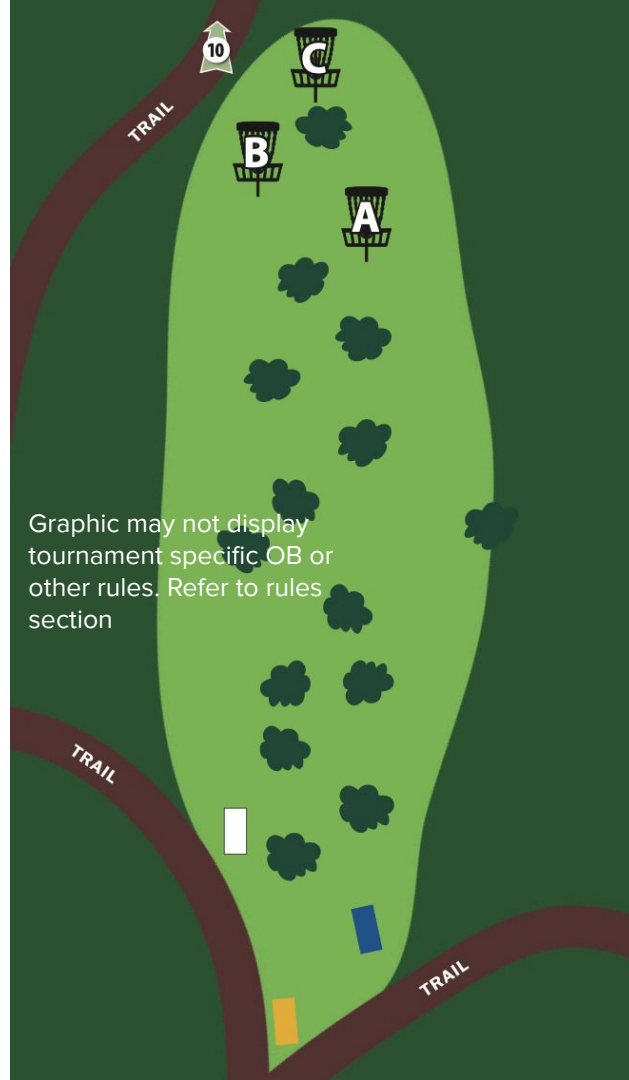 10
C
TRAIL
B
A
Graphic may not display
tournament specific OB or
other rules. Refer to rules
section
TRAIL
TRAIL